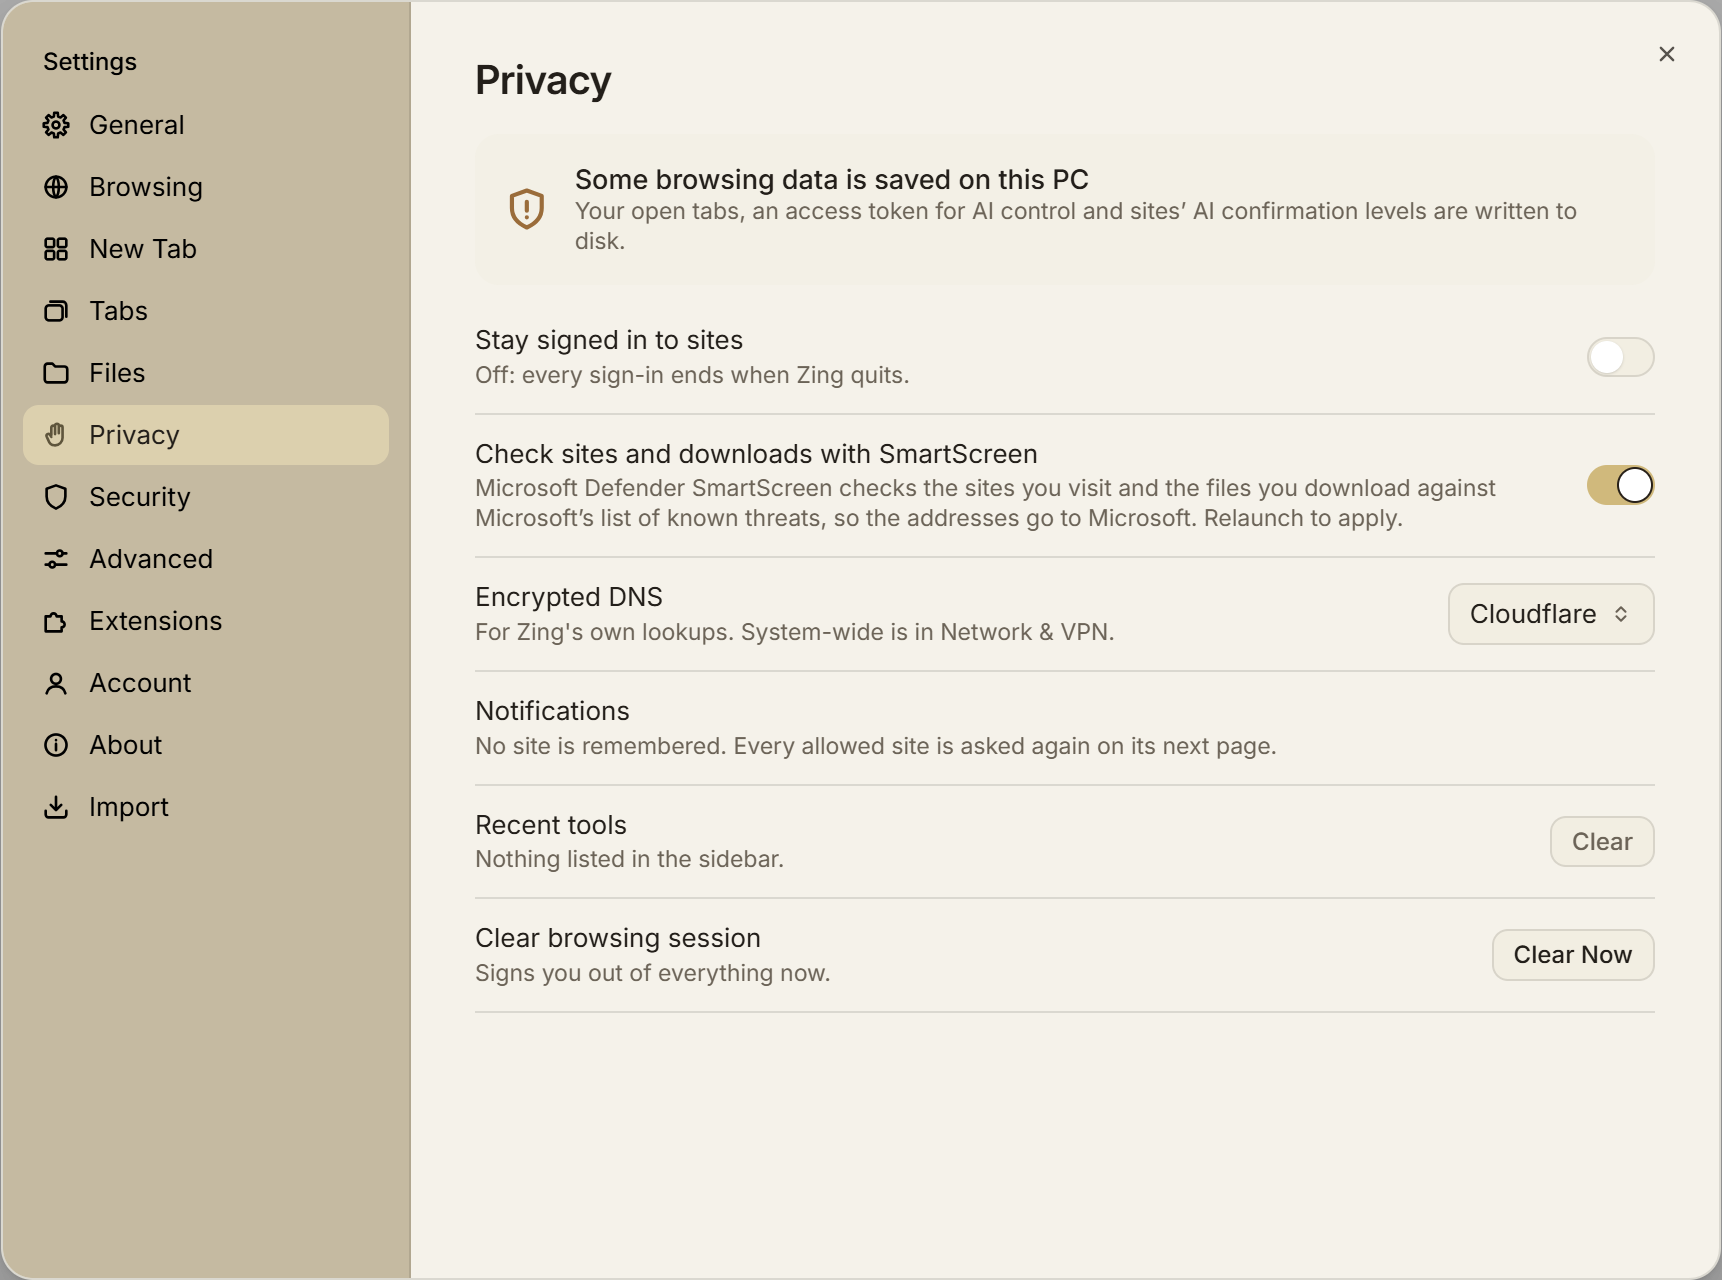 Settings
General
Browsing
New Tab
Tabs
Files
Privacy
Security
Advanced
Extensions
Account
About
Import
Privacy
Some browsing data is saved on this PC
Your open tabs, an access token for AI control and sites’ AI confirmation levels are written to
disk.
Stay signed in to sites
Off: every sign-in ends when Zing quits.
Check sites and downloads with SmartScreen
Microsoft Defender SmartScreen checks the sites you visit and the files you download against
Microsoft’s list of known threats, so the addresses go to Microsoft. Relaunch to apply.
Encrypted DNS
For Zing's own lookups. System-wide is in Network & VPN.
Cloudflare
Notifications
No site is remembered. Every allowed site is asked again on its next page.
Recent tools
Nothing listed in the sidebar.
Clear
Clear browsing session
Signs you out of everything now.
Clear Now